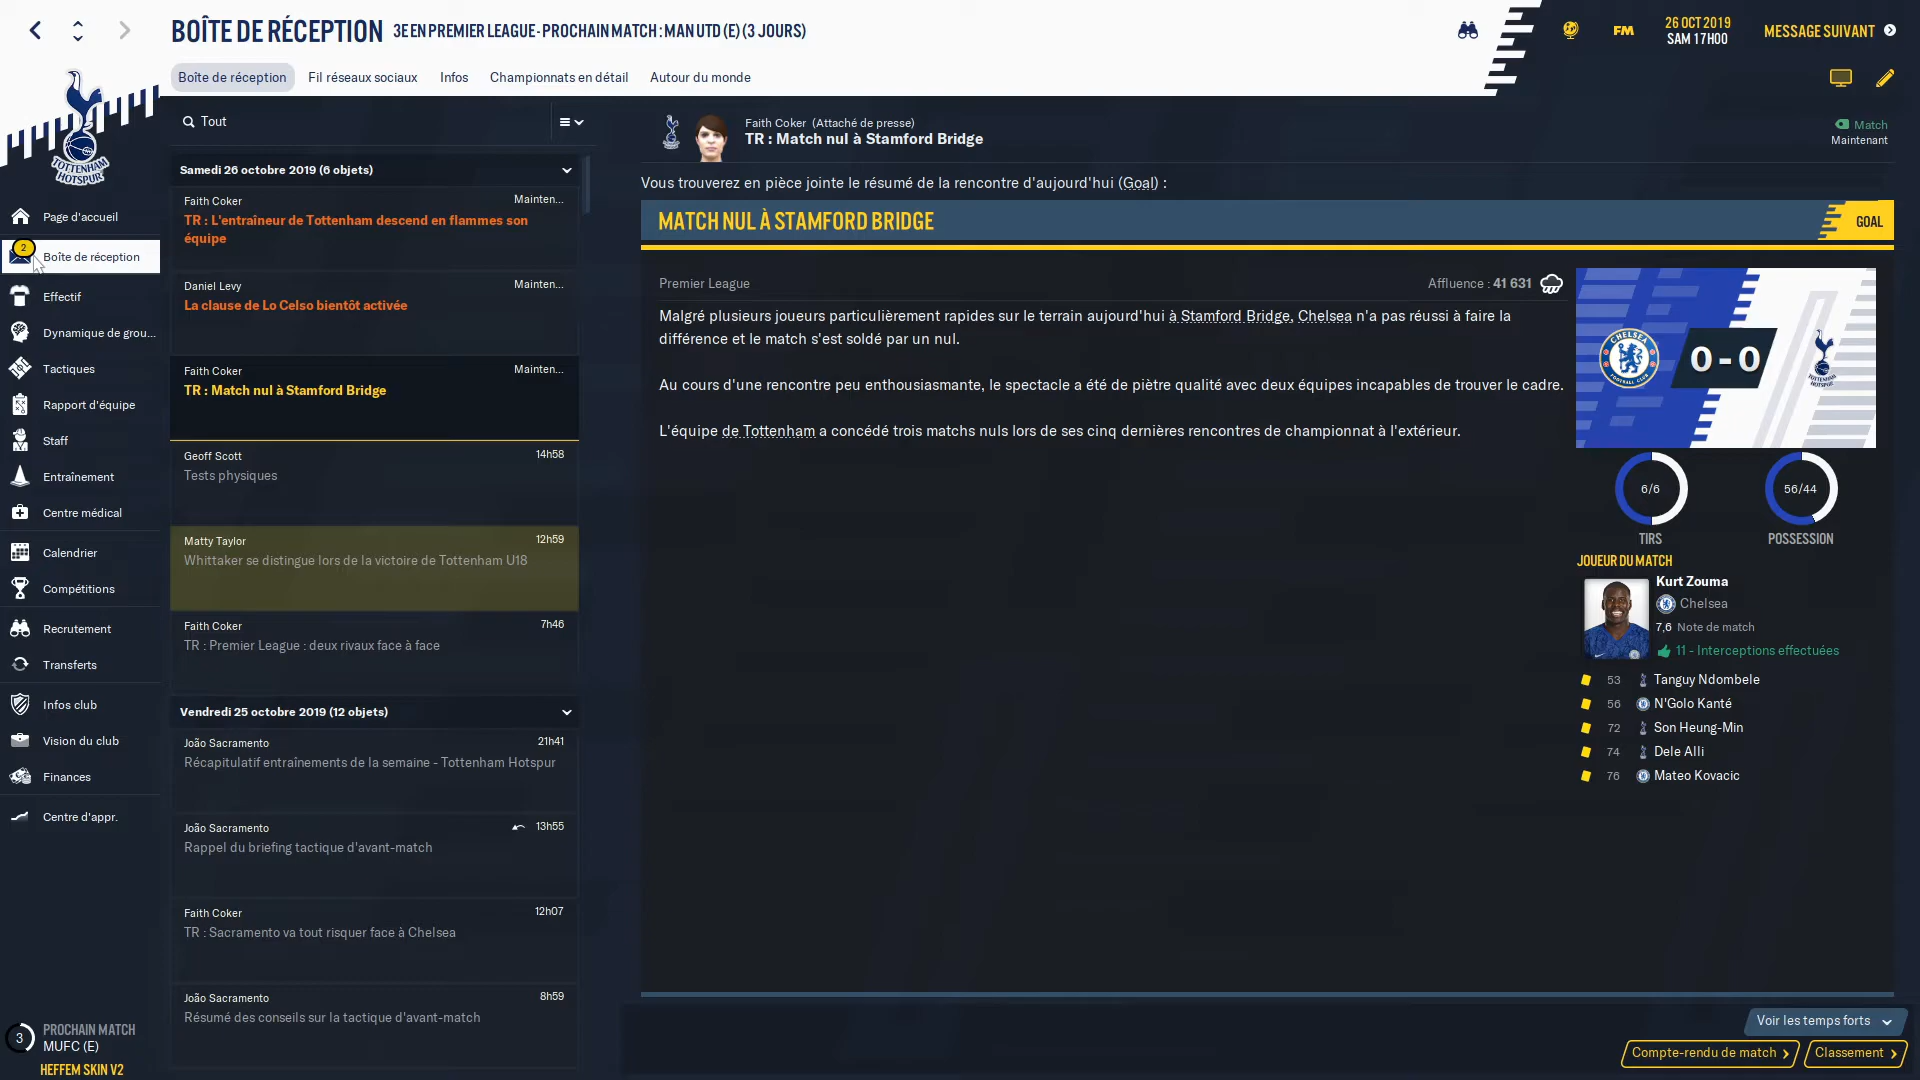 BOÎTE DE RÉCEPTION
3E EN PREMIER LEAGUE - PROCHAIN MATCH : MAN UTD (E) (3 JOURS)
FM
26 OCT 2019
SAM 17H00
MESSAGE SUIVANT
Boîte de réception
Fil réseaux sociaux
Infos
Championnats en détail
Autour du monde
TOTTENHAM
HOTSPUR
Page d'accueil
2
Boîte de réception
Effectif
Dynamique de grou...
Tactiques
Rapport d'équipe
Staff
Entraînement
Centre médical
Calendrier
Compétitions
Recrutement
Transferts
Infos club
Vision du club
Finances
Centre d'appr.
3
PROCHAIN MATCH
MUFC (E)
HEFFEM SKIN V2
Tout
Samedi 26 octobre 2019 (6 objets)
Faith Coker
Mainten...
TR : L'entraîneur de Tottenham descend en flammes son
équipe
Daniel Levy
Mainten...
La clause de Lo Celso bientôt activée
Faith Coker
Mainten...
TR : Match nul à Stamford Bridge
Geoff Scott
14h58
Tests physiques
Matty Taylor
12h59
Whittaker se distingue lors de la victoire de Tottenham U18
Faith Coker
7h46
TR : Premier League : deux rivaux face à face
Vendredi 25 octobre 2019 (12 objets)
João Sacramento
21h41
Récapitulatif entraînements de la semaine - Tottenham Hotspur
João Sacramento
13h55
Rappel du briefing tactique d'avant-match
Faith Coker
12h07
TR : Sacramento va tout risquer face à Chelsea
João Sacramento
8h59
Résumé des conseils sur la tactique d'avant-match
Faith Coker (Attaché de presse)
TR : Match nul à Stamford Bridge
Match
Maintenant
Vous trouverez en pièce jointe le résumé de la rencontre d'aujourd'hui (Goal) :
MATCH NUL À STAMFORD BRIDGE
GOAL
Premier League
Affluence : 41 631
Malgré plusieurs joueurs particulièrement rapides sur le terrain aujourd'hui à Stamford Bridge, Chelsea n'a pas réussi à faire la
différence et le match s'est soldé par un nul.
Au cours d'une rencontre peu enthousiasmante, le spectacle a été de piètre qualité avec deux équipes incapables de trouver le cadre.
L'équipe de Tottenham a concédé trois matchs nuls lors de ses cinq dernières rencontres de championnat à l'extérieur.
CHELSEA
FOOTBALL CLUB
0 - 0
TOTTENHAM
HOTSPUR
6/6
TIRS
56/44
POSSESSION
JOUEUR DU MATCH
Kurt Zouma
Chelsea
7,6 Note de match
11 - Interceptions effectuées
53 Tanguy Ndombele
56 N'Golo Kanté
72 Son Heung-Min
74 Dele Alli
76 Mateo Kovacic
Voir les temps forts
Compte-rendu de match
Classement